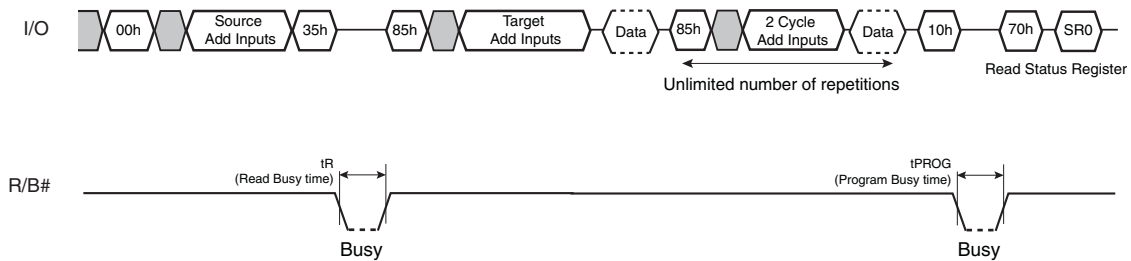 I/O
00h
Source
Add Inputs
35h
85h
Target
Add Inputs
Data
85h
2 Cycle
Add Inputs
Data
10h
70h
SR0
Unlimited number of repetitions
Read Status Register
R/B#
tR
(Read Busy time)
Busy
tPROG
(Program Busy time)
Busy